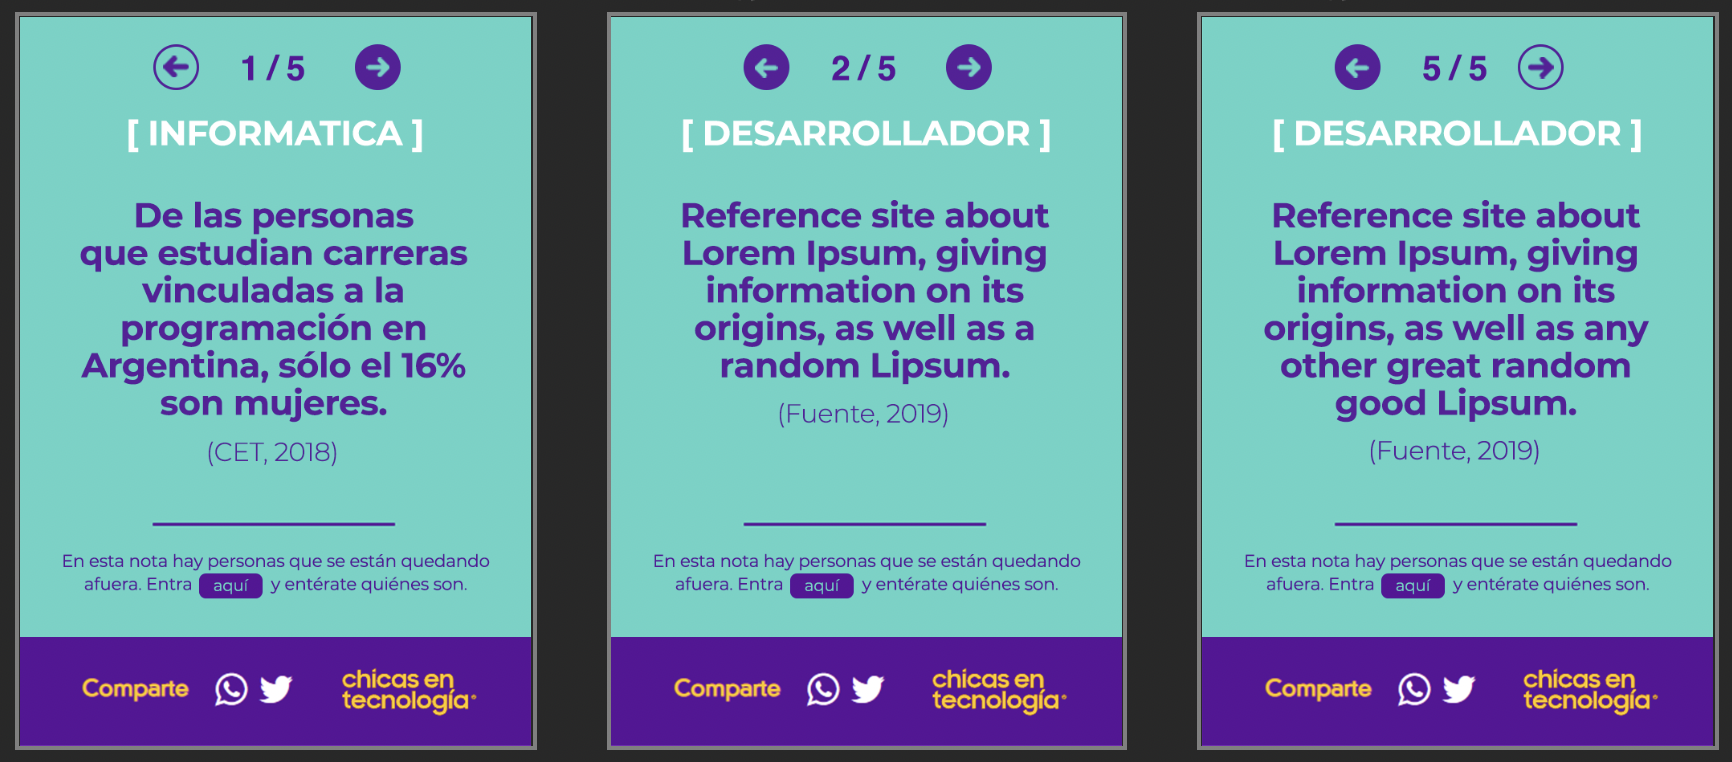 1 / 5
[ INFORMATICA ]
De las personas
que estudian carreras
vinculadas a la
programación en
Argentina, sólo el 16%
son mujeres.
(CET, 2018)
En esta nota hay personas que se están quedando
afuera. Entra aquí y entérate quiénes son.
Comparte
chicas en
tecnología
2 / 5
[ DESARROLLADOR ]
Reference site about
Lorem Ipsum, giving
information on its
origins, as well as a
random Lipsum.
(Fuente, 2019)
En esta nota hay personas que se están quedando
afuera. Entra aquí y entérate quiénes son.
Comparte
chicas en
tecnología
5 / 5
[ DESARROLLADOR ]
Reference site about
Lorem Ipsum, giving
information on its
origins, as well as any
other great random
good Lipsum.
(Fuente, 2019)
En esta nota hay personas que se están quedando
afuera. Entra aquí y entérate quiénes son.
Comparte
chicas en
tecnología